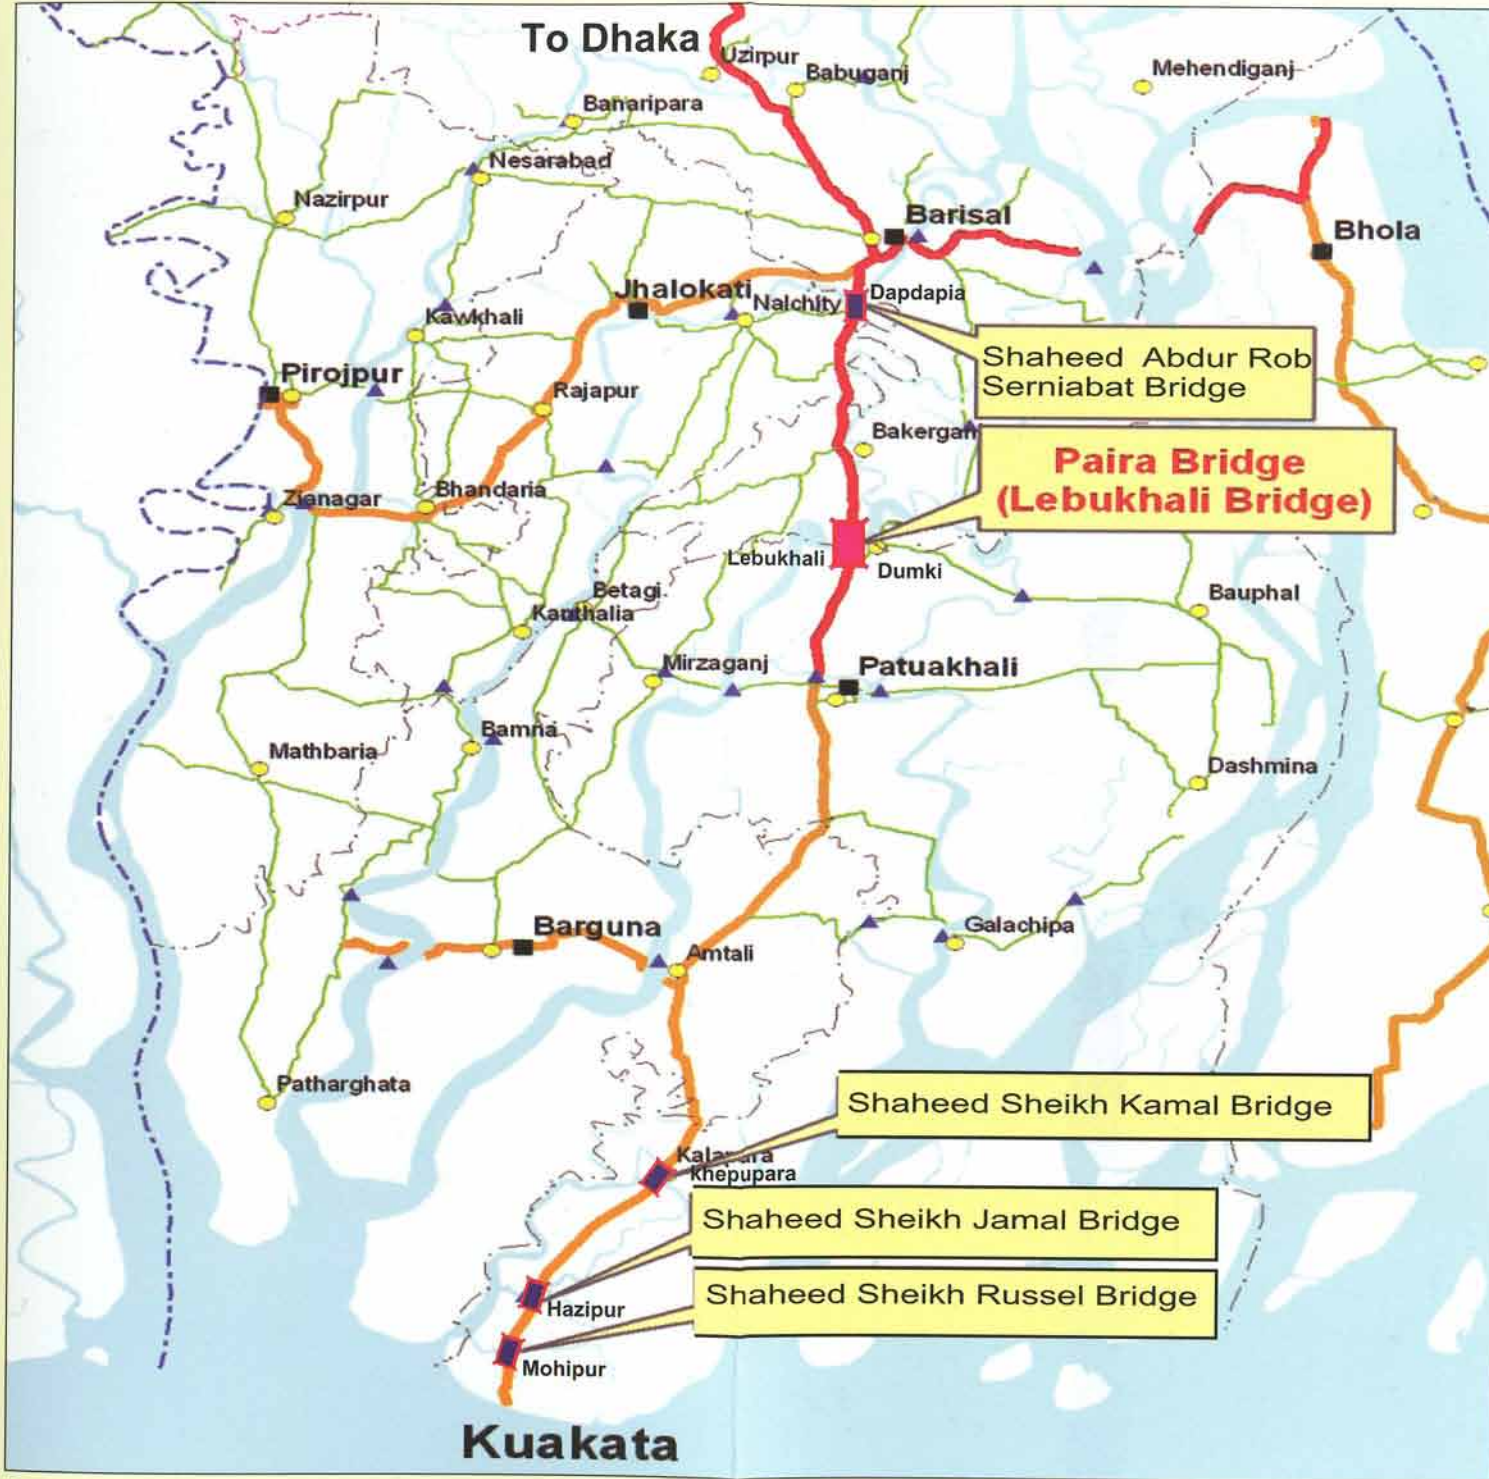 To Dhaka
Uzirpur
Babuganj
Mehendiganj
Banaripara
Nesarabad
Nazirpur
Barisal
Bhola
Jhalokati
Nalchity
Dapdapia
Kawkhali
Shaheed Abdur Rob
Serniabat Bridge
Pirojpur
Rajapur
Bakergan
Paira Bridge
(Lebukhali Bridge)
Zianagar
Bhandaria
Lebukhali
Dumki
Betagi
Kanthalia
Bauphal
Mirzaganj
Patuakhali
Bamna
Mathbaria
Dashmina
Barguna
Galachipa
Amtali
Patharghata
Shaheed Sheikh Kamal Bridge
khepupara
Shaheed Sheikh Jamal Bridge
Shaheed Sheikh Russel Bridge
Hazipur
Mohipur
Kuakata